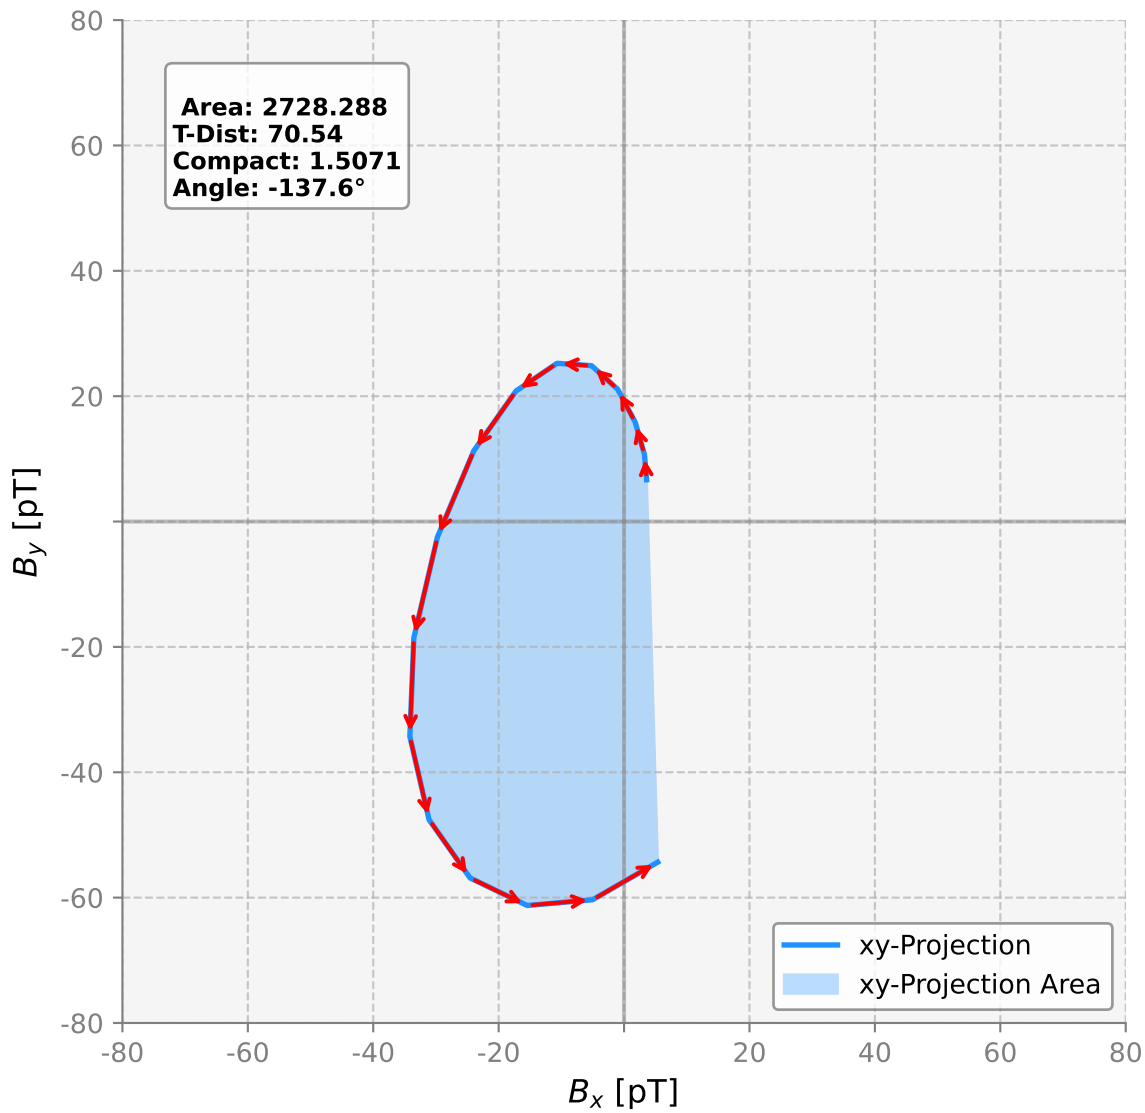 80
60
40
20
-20
-40
-60
-80
Area: 2728.288
T-Dist: 70.54
Compact: 1.5071
Angle: -137.6°
B_y [pT]
xy-Projection
xy-Projection Area
-80 -60 -40 -20 20 40 60 80
B_x [pT]